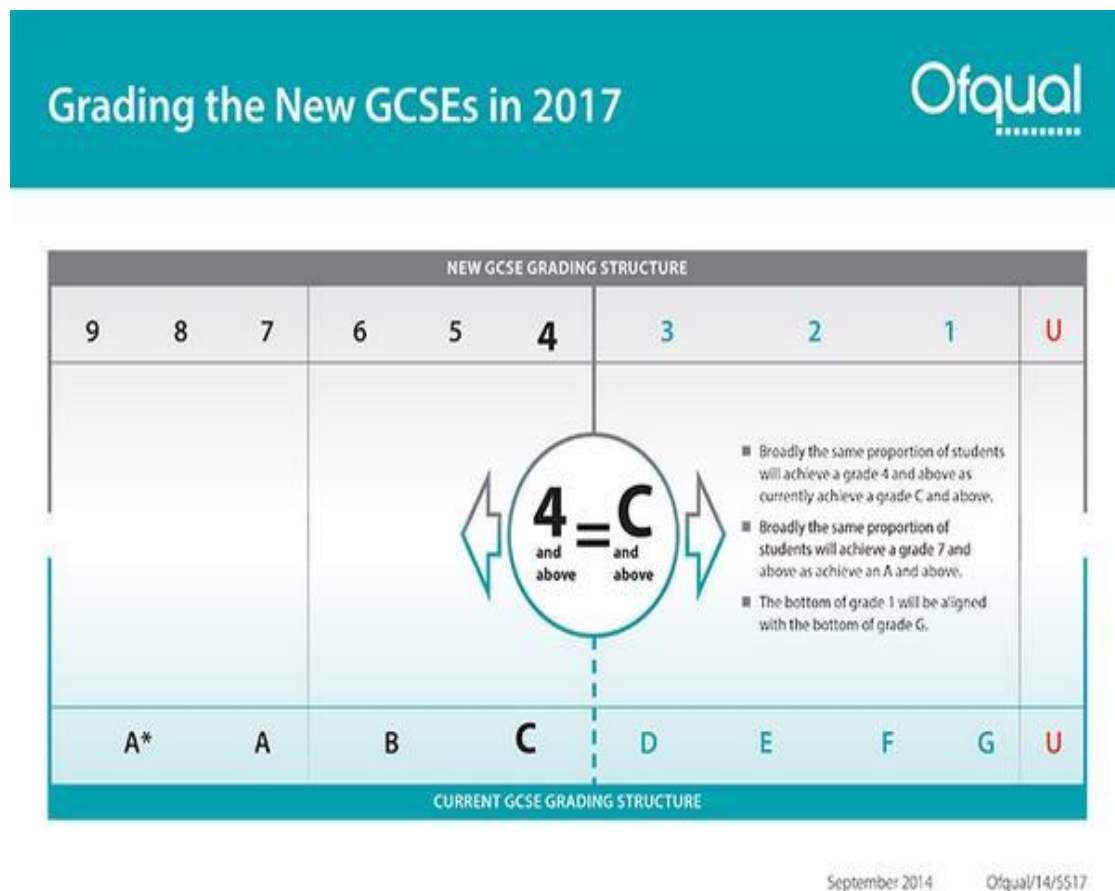 Grading the New GCSEs in 2017
Ofqual
NEW GCSE GRADING STRUCTURE
9 8 7 6 5 4 3 2 1 U
4 = C
and and
above above
■ Broadly the same proportion of students
will achieve a grade 4 and above as
currently achieve a grade C and above.
■ Broadly the same proportion of
students will achieve a grade 7 and
above as achieve an A and above.
■ The bottom of grade 1 will be aligned
with the bottom of grade G.
A* A B C D E F G U
CURRENT GCSE GRADING STRUCTURE
September 2014 Ofqual/14/5517